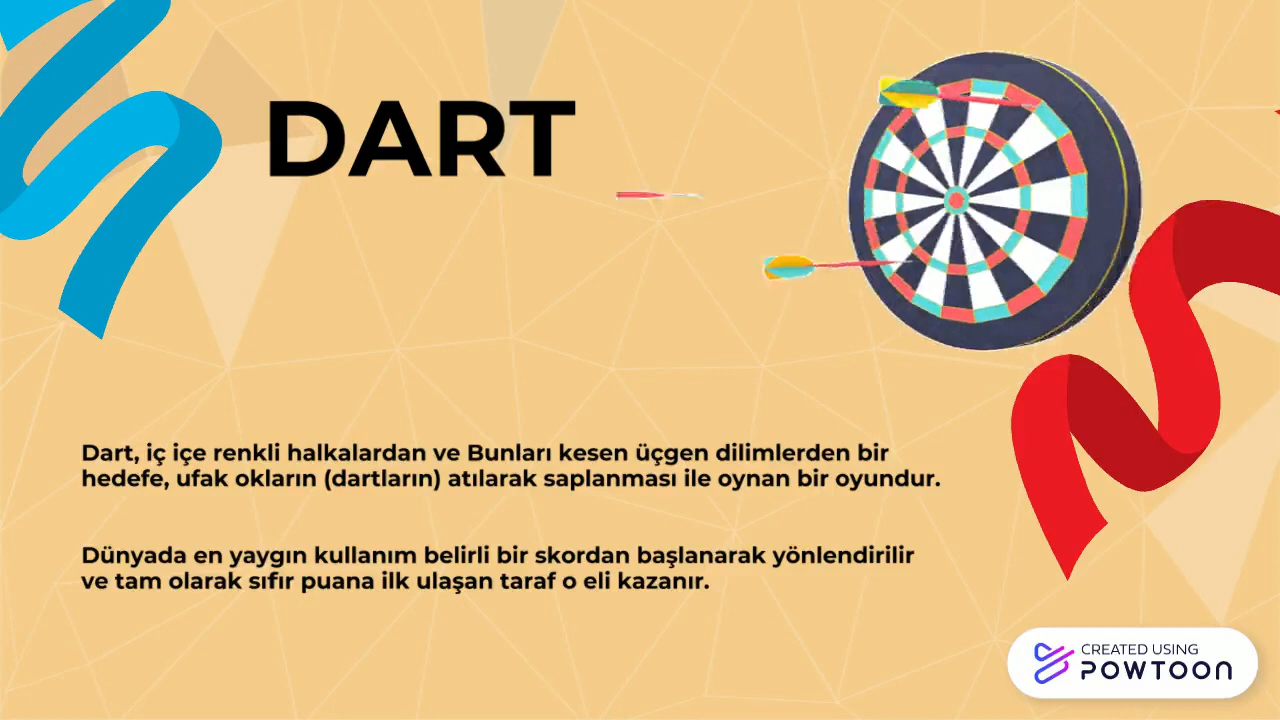 DART
Dart, iç içe renkli halkalardan ve Bunları kesen üçgen dilimlerden bir
hedefe, ufak okların (dartların) atılarak saplanması ile oynan bir oyundur.
Dünyada en yaygın kullanım belirli bir skordan başlanarak yönlendirilir
ve tam olarak sıfır puana ilk ulaşan taraf o eli kazanır.
CREATED USING
POWTOON